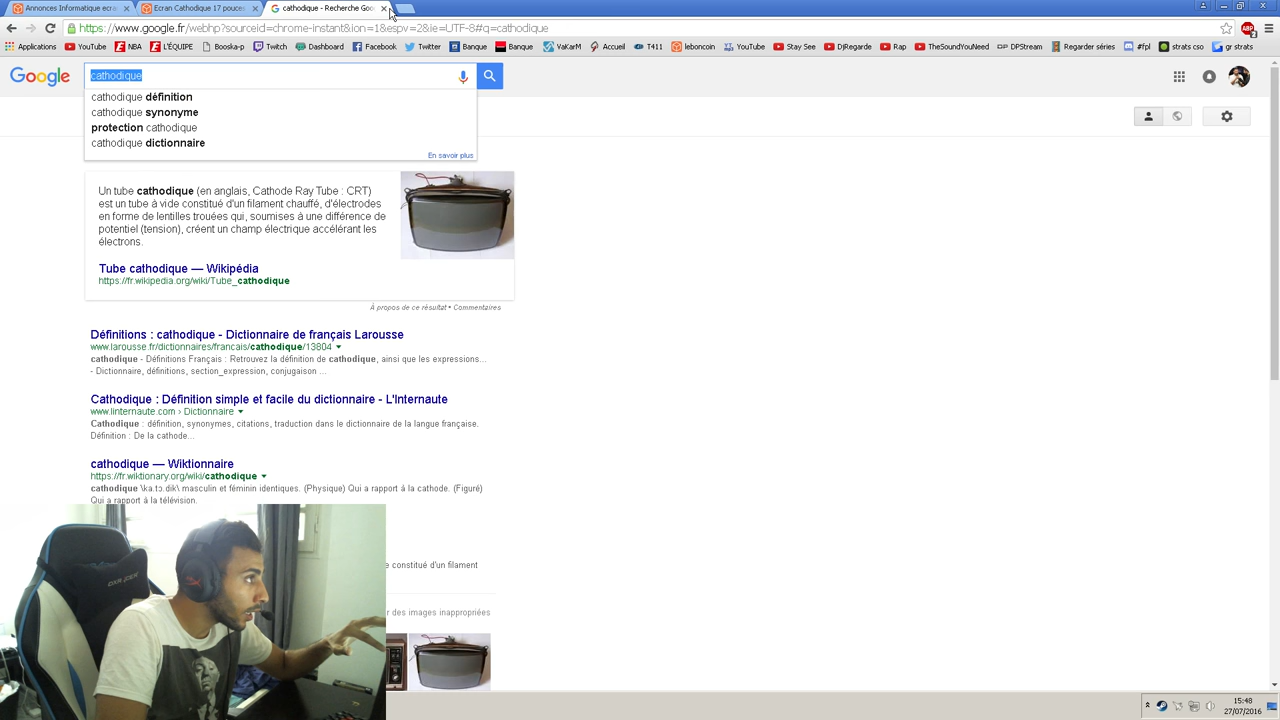 Annonces Informatique ecran
Ecran Cathodique 17 pouces
cathodique - Recherche Goo
https://www.google.fr/webhp?sourceid=chrome-instant&ion=1&espv=2&ie=UTF-8#q=cathodique
Applications YouTube NBA L'ÉQUIPE Booska-p Twitch Dashboard Facebook Twitter Banque Banque VaKarM Accueil T411 leboncoin YouTube Stay See DjRegarde Rap TheSoundYouNeed DPStream Regarder séries #fpl strats cso gr strats
Google
cathodique
cathodique définition
cathodique synonyme
protection cathodique
cathodique dictionnaire
En savoir plus
Un tube cathodique (en anglais, Cathode Ray Tube : CRT)
est un tube à vide constitué d'un filament chauffé, d'électrodes
en forme de lentilles trouées qui, soumises à une différence de
potentiel (tension), créent un champ électrique accélérant les
électrons.
Tube cathodique — Wikipédia
https://fr.wikipedia.org/wiki/Tube_cathodique
À propos de ce résultat • Commentaires
Définitions : cathodique - Dictionnaire de français Larousse
www.larousse.fr/dictionnaires/francais/cathodique/13804
cathodique - Définitions Français : Retrouvez la définition de cathodique, ainsi que les expressions...
- Dictionnaire, définitions, section_expression, conjugaison ...
Cathodique : Définition simple et facile du dictionnaire - L'Internaute
www.linternaute.com › Dictionnaire
Cathodique : définition, synonymes, citations, traduction dans le dictionnaire de la langue française.
Définition : De la cathode...
cathodique — Wiktionnaire
https://fr.wiktionary.org/wiki/cathodique
cathodique \ka.tɔ.dik\ masculin et féminin identiques. (Physique) Qui a rapport à la cathode. (Figuré)
Qui a rapport à la télévision.
e constitué d'un filament
r des images inappropriées
15:48
27/07/2016